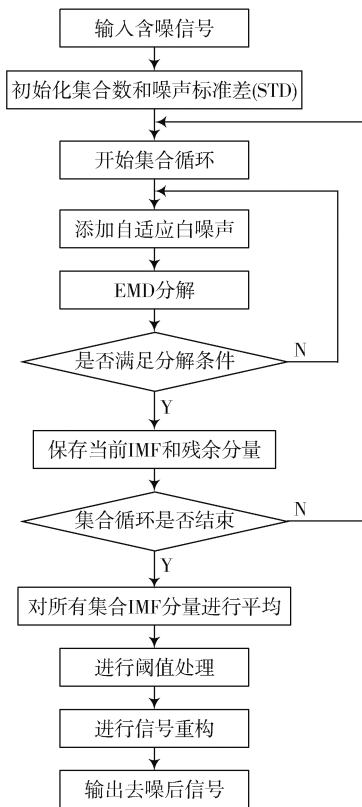 输入含噪信号
初始化集合数和噪声标准差(STD)
开始集合循环
添加自适应白噪声
EMD分解
是否满足分解条件
N
Y
保存当前IMF和残余分量
集合循环是否结束
N
Y
对所有集合IMF分量进行平均
进行阈值处理
进行信号重构
输出去噪后信号